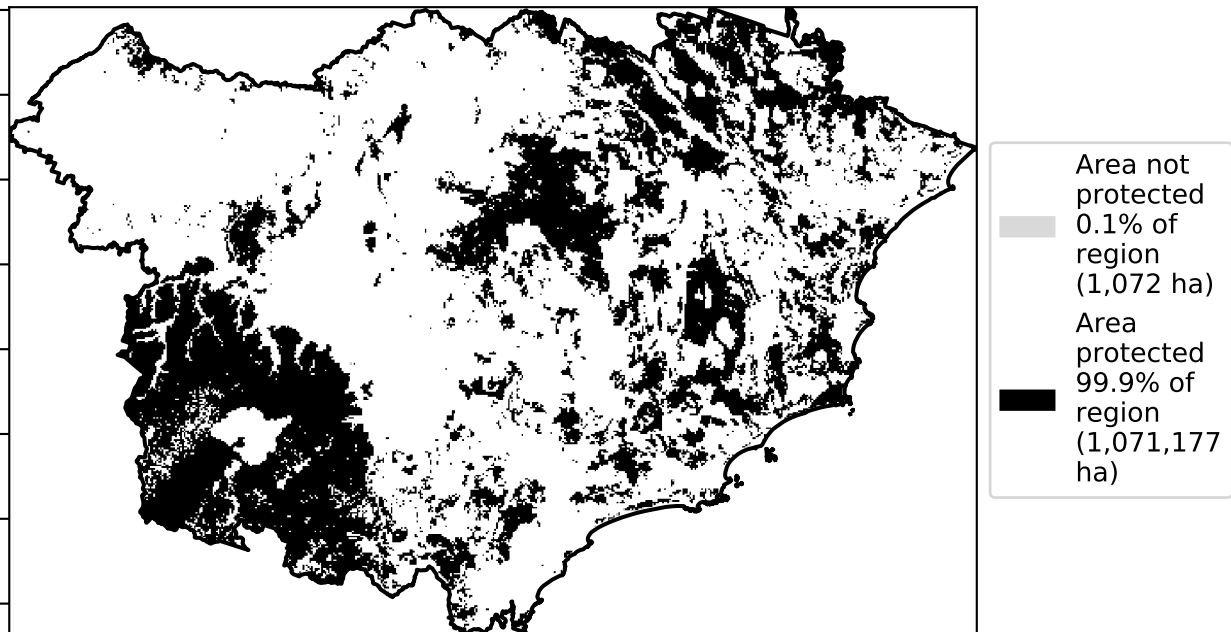 Area not
protected
0.1% of
region
(1,072 ha)
Area
protected
99.9% of
region
(1,071,177
ha)